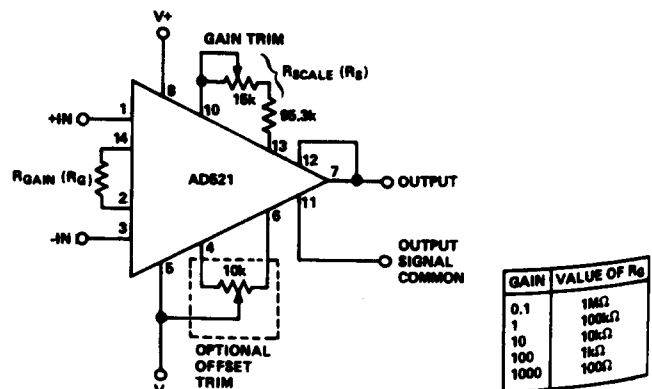 V+
GAIN TRIM
RSCALE (RS)
15k
95.3k
8
10
13
+IN
1
14
12
7
RGAIN (RG)
AD521
OUTPUT
2
11
6
-IN
3
4
5
10k
OUTPUT
SIGNAL
COMMON
OPTIONAL
OFFSET
TRIM
V
GAIN VALUE OF RG
0.1 1MΩ
1 100kΩ
10 10kΩ
100 1kΩ
1000 100Ω